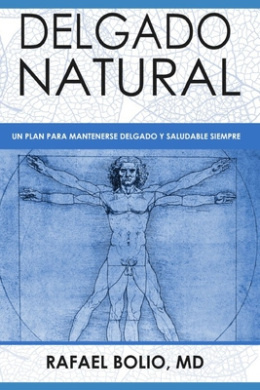 DELGADO
NATURAL
UN PLAN PARA MANTENERSE DELGADO Y SALUDABLE SIEMPRE
RAFAEL BOLIO, MD